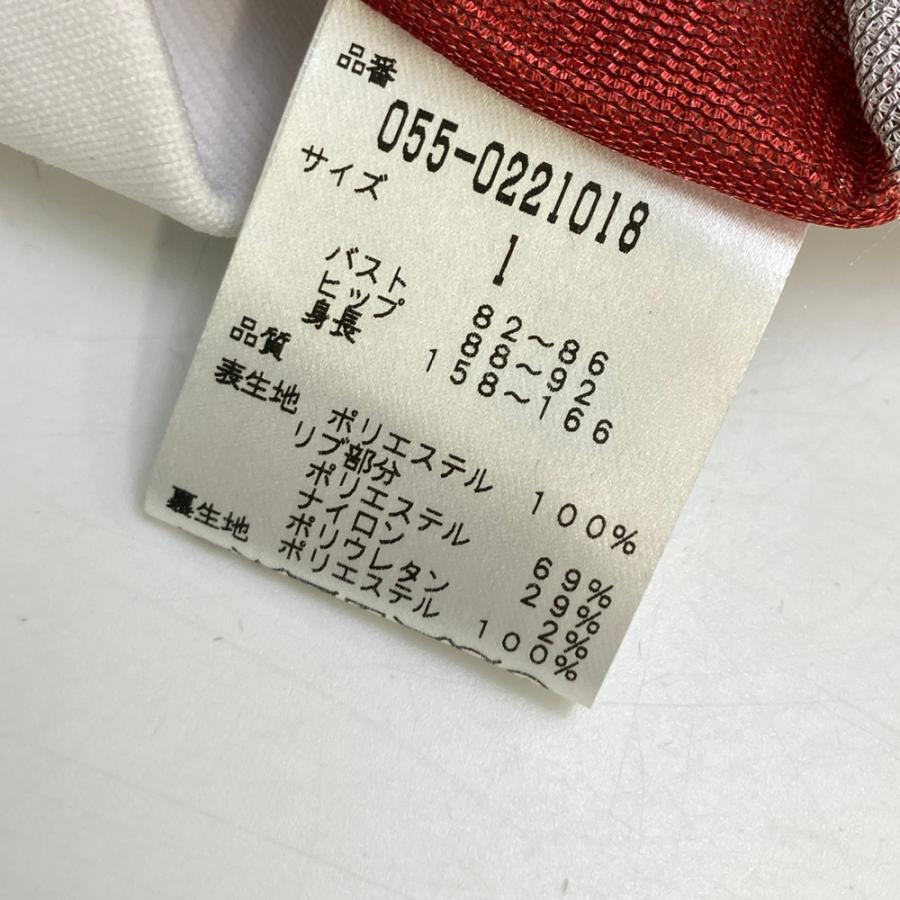 品番
055-0221018
サイズ 1
バスト 82～86
ヒップ 88～92
身長 158～166
品質
表生地 ポリエステル 100%
リブ部分
ポリエステル 69%
ナイロン 29%
ポリウレタン 2%
裏生地 ポリエステル 100%